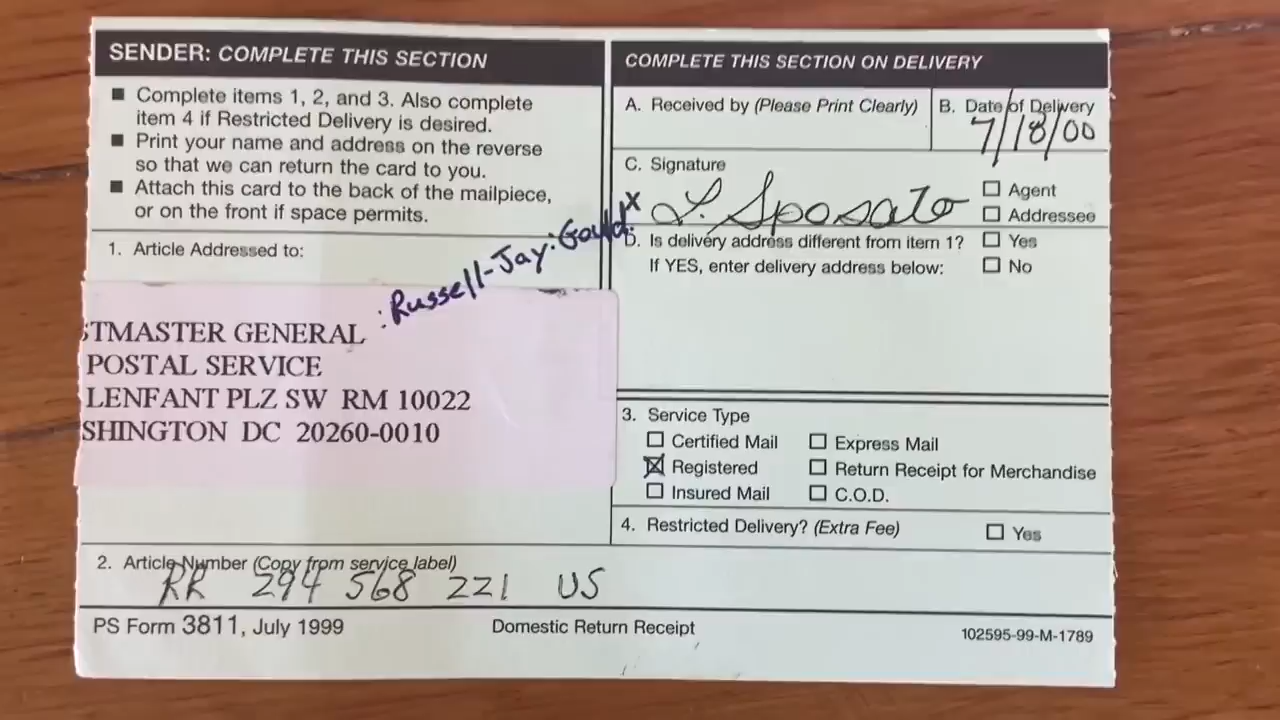 SENDER: COMPLETE THIS SECTION
■ Complete items 1, 2, and 3. Also complete
item 4 if Restricted Delivery is desired.
■ Print your name and address on the reverse
so that we can return the card to you.
■ Attach this card to the back of the mailpiece,
or on the front if space permits.
1. Article Addressed to:
:Russell-Jay:Gould.
STMASTER GENERAL
POSTAL SERVICE
LENFANT PLZ SW RM 10022
SHINGTON DC 20260-0010
2. Article Number (Copy from service label)
RR 294 568 221 US
PS Form 3811, July 1999
Domestic Return Receipt
102595-99-M-1789
COMPLETE THIS SECTION ON DELIVERY
A. Received by (Please Print Clearly)
B. Date of Delivery
7/18/00
C. Signature
X L. Sposato
☐ Agent
☐ Addressee
D. Is delivery address different from item 1? ☐ Yes
If YES, enter delivery address below: ☐ No
3. Service Type
☐ Certified Mail ☐ Express Mail
☒ Registered ☐ Return Receipt for Merchandise
☐ Insured Mail ☐ C.O.D.
4. Restricted Delivery? (Extra Fee) ☐ Yes